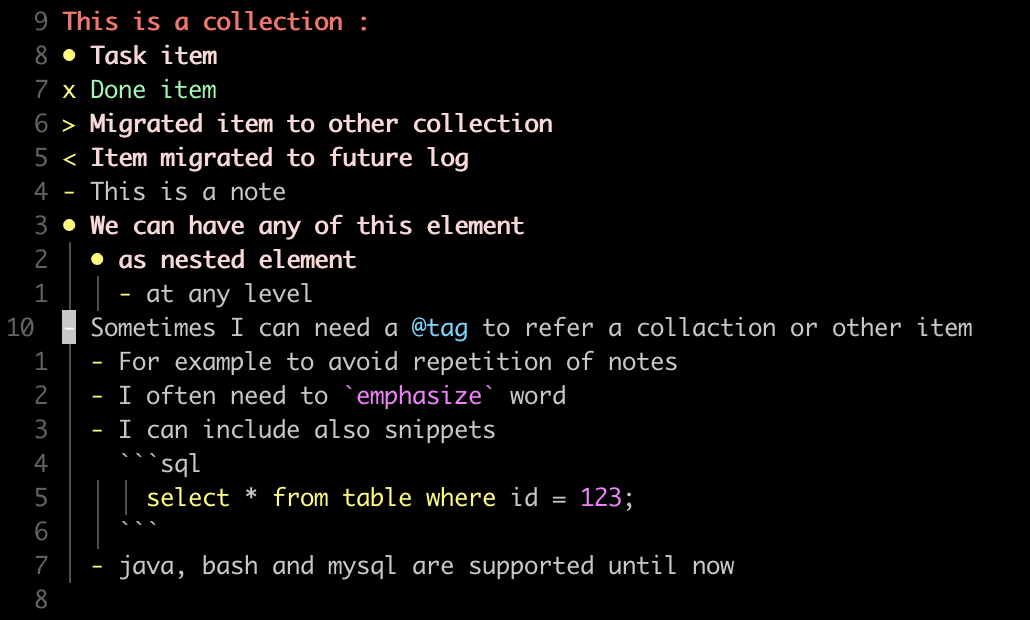 9 This is a collection :
8 ● Task item
7 x Done item
6 > Migrated item to other collection
5 < Item migrated to future log
4 - This is a note
3 ● We can have any of this element
2 ● as nested element
1 - at any level
10 - Sometimes I can need a @tag to refer a collaction or other item
1 - For example to avoid repetition of notes
2 - I often need to `emphasize` word
3 - I can include also snippets
4 ```sql
5 select * from table where id = 123;
6 ```
7 - java, bash and mysql are supported until now
8